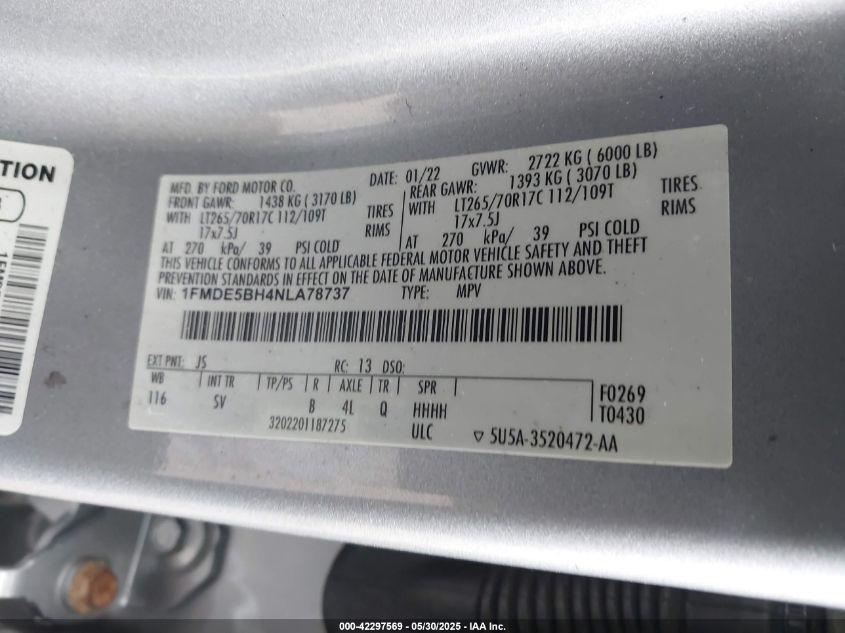 TION
MFD. BY FORD MOTOR CO.
DATE: 01/22
GVWR: 2722 KG ( 6000 LB)
FRONT GAWR: 1438 KG ( 3170 LB)
REAR GAWR: 1393 KG ( 3070 LB)
WITH LT265/70R17C 112/109T TIRES
WITH LT265/70R17C 112/109T TIRES
17x7.5J RIMS
17x7.5J RIMS
AT 270 kPa/ 39 PSI COLD
AT 270 kPa/ 39 PSI COLD
THIS VEHICLE CONFORMS TO ALL APPLICABLE FEDERAL MOTOR VEHICLE SAFETY AND THEFT
PREVENTION STANDARDS IN EFFECT ON THE DATE OF MANUFACTURE SHOWN ABOVE.
VIN: 1FMDE5BH4NLA78737 TYPE: MPV
EXT PNT: JS RC: 13 DSO:
WB INT TR TP/PS R AXLE TR SPR
116 SV B 4L Q HHHH
F0269
T0430
3202201187275 ULC ▽ 5U5A-3520472-AA
000-42297569 - 05/30/2025 - IAA Inc.